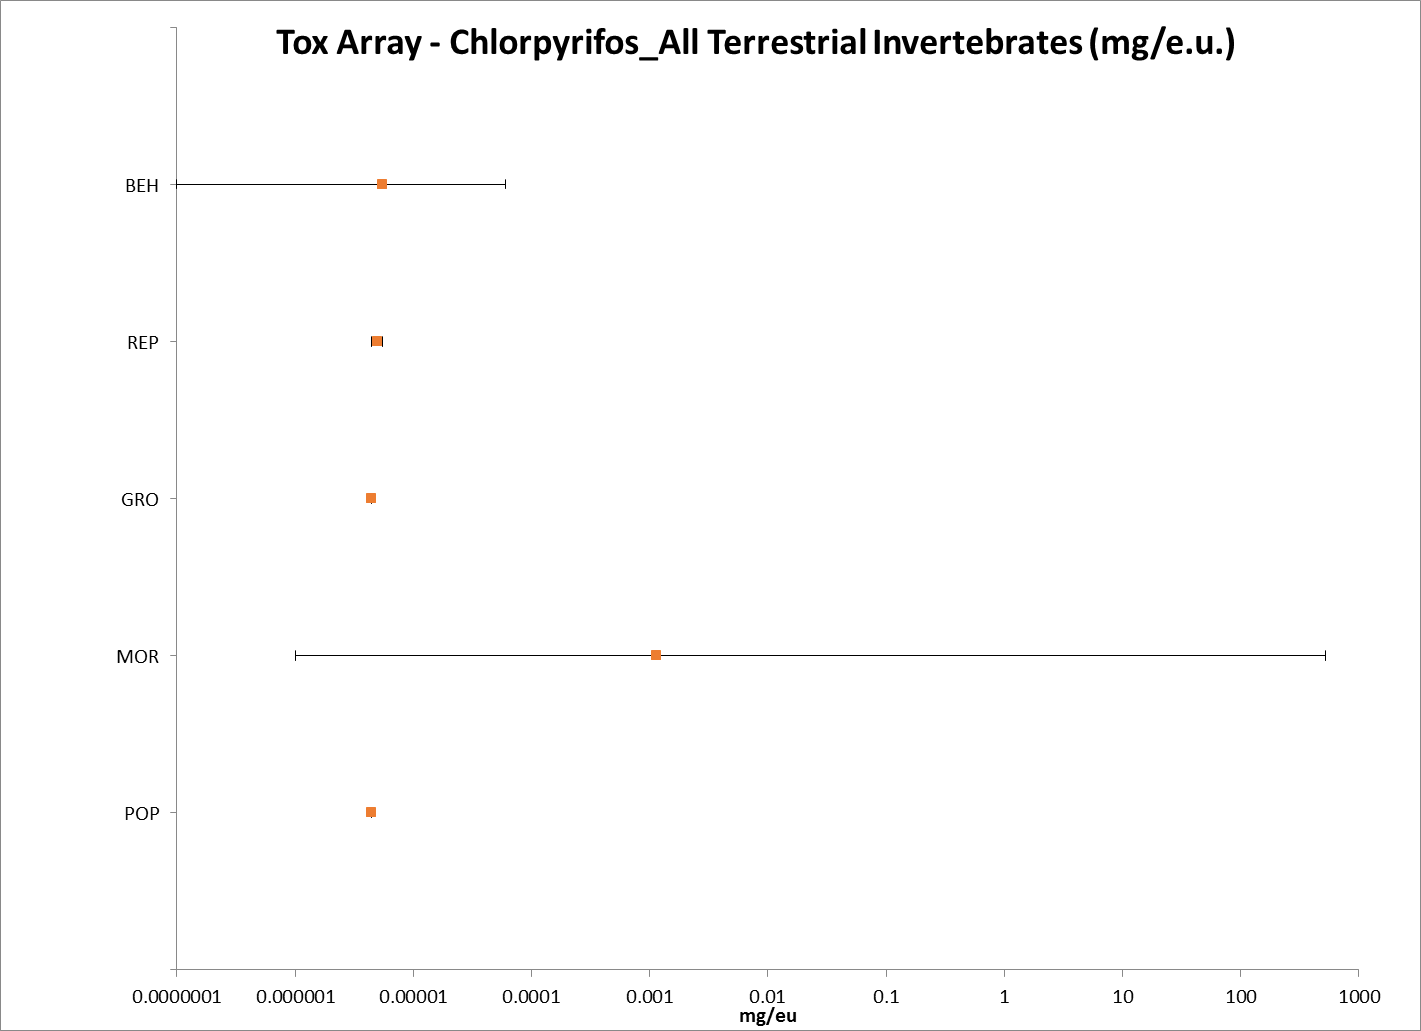 Tox Array - Chlorpyrifos_All Terrestrial Invertebrates (mg/e.u.)
BEH
REP
GRO
MOR
POP
0.0000001 0.000001 0.00001 0.0001 0.001 0.01 0.1 1 10 100 1000
mg/eu